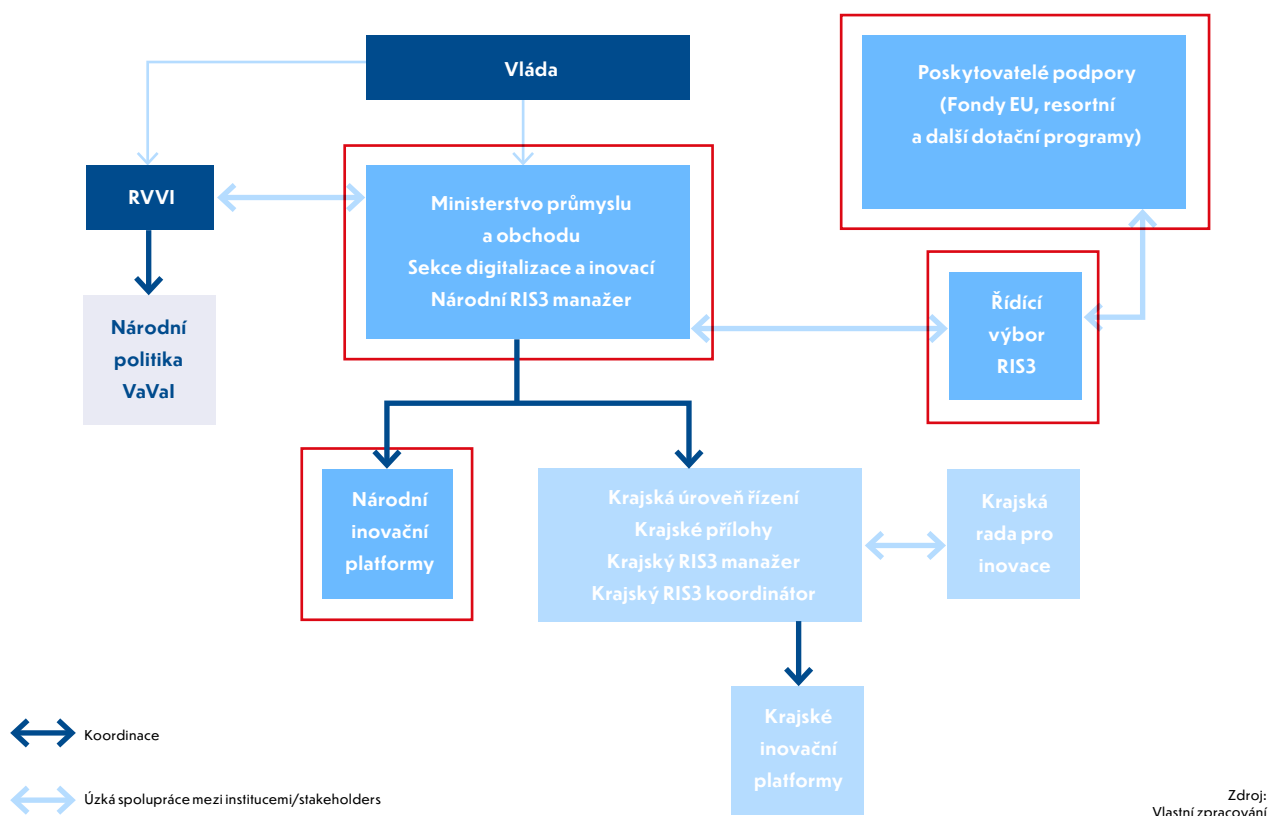 Vláda
Poskytovatelé podpory
(Fondy EU, resortní
a další dotační programy)
RVVI
Ministerstvo průmyslu
a obchodu
Sekce digitalizace a inovací
Národní RIS3 manažer
Řídící
výbor
RIS3
Národní
politika
VaVaI
Národní
inovační
platformy
Krajská úroveň řízení
Krajské přílohy
Krajský RIS3 manažer
Krajský RIS3 koordinátor
Krajská
rada pro
inovace
Krajské
inovační
platformy
Koordinace
Úzká spolupráce mezi institucemi/stakeholders
Zdroj:
Vlastní zpracování